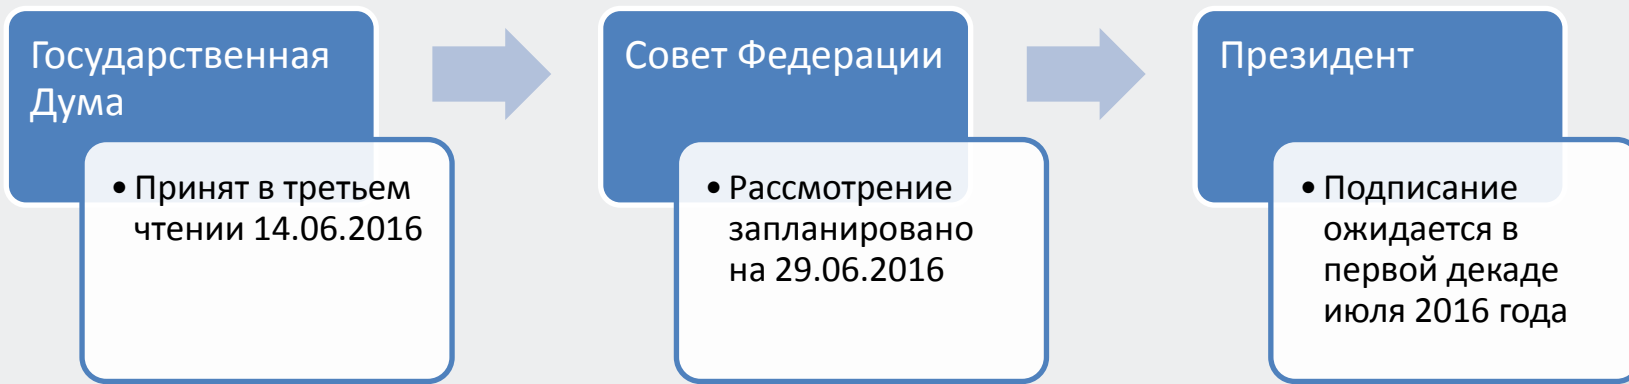 Государственная
Дума
• Принят в третьем
чтении 14.06.2016
Совет Федерации
• Рассмотрение
запланировано
на 29.06.2016
Президент
• Подписание
ожидается в
первой декаде
июля 2016 года